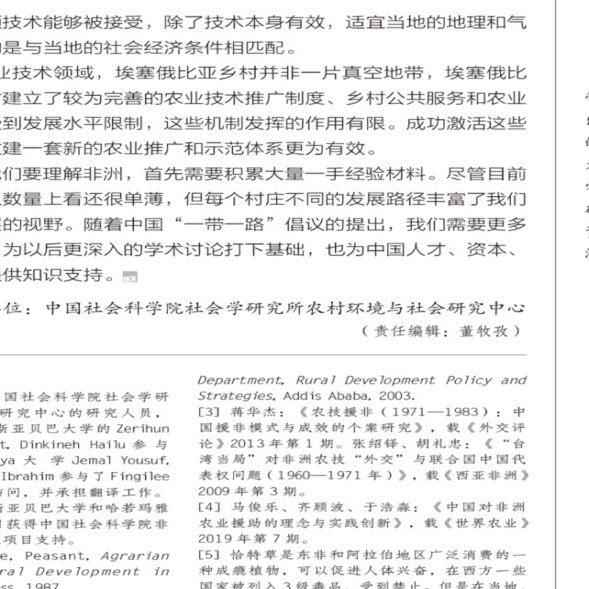 技术能够被接受，除了技术本身有效，适宜当地的地理和气
是与当地的社会经济条件相匹配。
业技术领域，埃塞俄比亚乡村并非一片真空地带，埃塞俄比
建立了较为完善的农业技术推广制度、乡村公共服务和农业
到发展水平限制，这些机制发挥的作用有限。成功激活这些
建一套新的农业推广和示范体系更为有效。
们要理解非洲，首先需要积累大量一手经验材料。尽管目前
数量上看还很单薄，但每个村庄不同的发展路径丰富了我们
的视野。随着中国“一带一路”倡议的提出，我们需要更多
为以后更深入的学术讨论打下基础，也为中国人才、资本、
供知识支持。
位：中国社会科学院社会学研究所农村环境与社会研究中心
（责任编辑：董牧孜）
国社会科学院社会学研
研究中心的研究人员，
斯亚贝巴大学的 Zerihun
t, Dinkineh Hailu 参与
ya 大 学 Jemal Yousuf,
Ibrahim 参与了 Fingilee
访问，并承担翻译工作。
斯亚贝巴大学和哈若玛雅
获得中国社会科学院非
项目支持。
e, Peasant, Agrarian
ral Development in
ss, 1987.
Department, Rural Development Policy and
Strategies, Addis Ababa, 2003.
[3] 蒋华杰：《农技援非（1971—1983）：中
国援非模式与成效的个案研究》，载《外交评
论》2013 年第 1 期。张绍铎、胡礼忠：《“台
湾当局”对非洲农技“外交”与联合国中国代
表权问题（1960—1971 年）》，载《西亚非洲》
2009 年第 3 期。
[4] 马俊乐、齐顾波、于浩淼：《中国对非洲
农业援助的理念与实践创新》，载《世界农业》
2019 年第 7 期。
[5] 恰特草是东非和阿拉伯地区广泛消费的一
种成瘾植物，可以促进人体兴奋，在西方一些
国家被列入 3 级毒品，受到禁止。但是在当地，